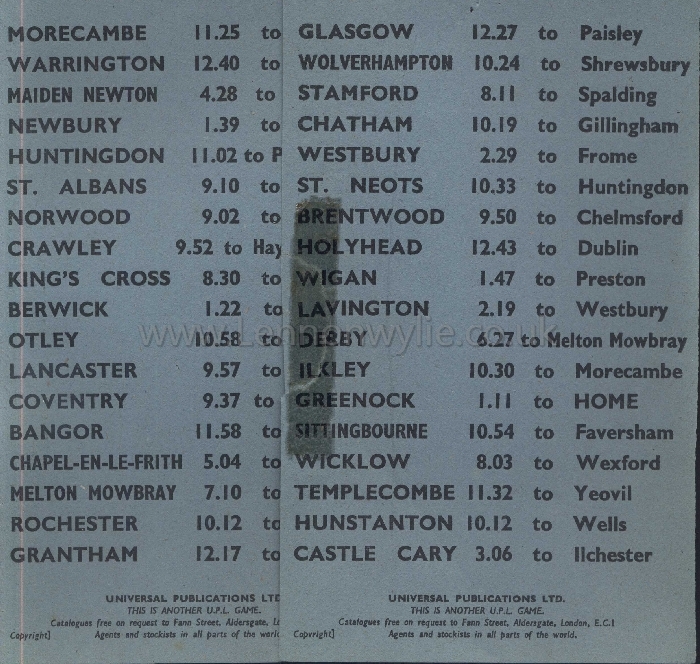 MORECAMBE 11.25 to
WARRINGTON 12.40 to
MAIDEN NEWTON 4.28 to
NEWBURY 1.39 to
HUNTINGDON 11.02 to P
ST. ALBANS 9.10 to
NORWOOD 9.02 to
CRAWLEY 9.52 to Hay
KING'S CROSS 8.30 to
BERWICK 1.22 to
OTLEY 10.58 to
LANCASTER 9.57 to
COVENTRY 9.37 to
BANGOR 11.58 to
CHAPEL-EN-LE-FRITH 5.04 to
MELTON MOWBRAY 7.10 to
ROCHESTER 10.12 to
GRANTHAM 12.17 to
UNIVERSAL PUBLICATIONS LTD
THIS IS ANOTHER U.P.L. GAME.
Catalogues free on request to Fann Street, Aldersgate, L
Copyright] Agents and stockists in all parts of the world
GLASGOW 12.27 to Paisley
WOLVERHAMPTON 10.24 to Shrewsbury
STAMFORD 8.11 to Spalding
CHATHAM 10.19 to Gillingham
WESTBURY 2.29 to Frome
ST. NEOTS 10.33 to Huntingdon
BRENTWOOD 9.50 to Chelmsford
HOLYHEAD 12.43 to Dublin
WIGAN 1.47 to Preston
LAVINGTON 2.19 to Westbury
DERBY 6.27 to Melton Mowbray
ILKLEY 10.30 to Morecambe
GREENOCK 1.11 to HOME
SITTINGBOURNE 10.54 to Faversham
WICKLOW 8.03 to Wexford
TEMPLECOMBE 11.32 to Yeovil
HUNSTANTON 10.12 to Wells
CASTLE CARY 3.06 to Ilchester
UNIVERSAL PUBLICATIONS LTD.
THIS IS ANOTHER U.P.L. GAME.
Catalogues free on request to Fann Street, Aldersgate, London, E.C.1
Copyright] Agents and stockists in all parts of the world.
www.Lennonwylie.co.uk